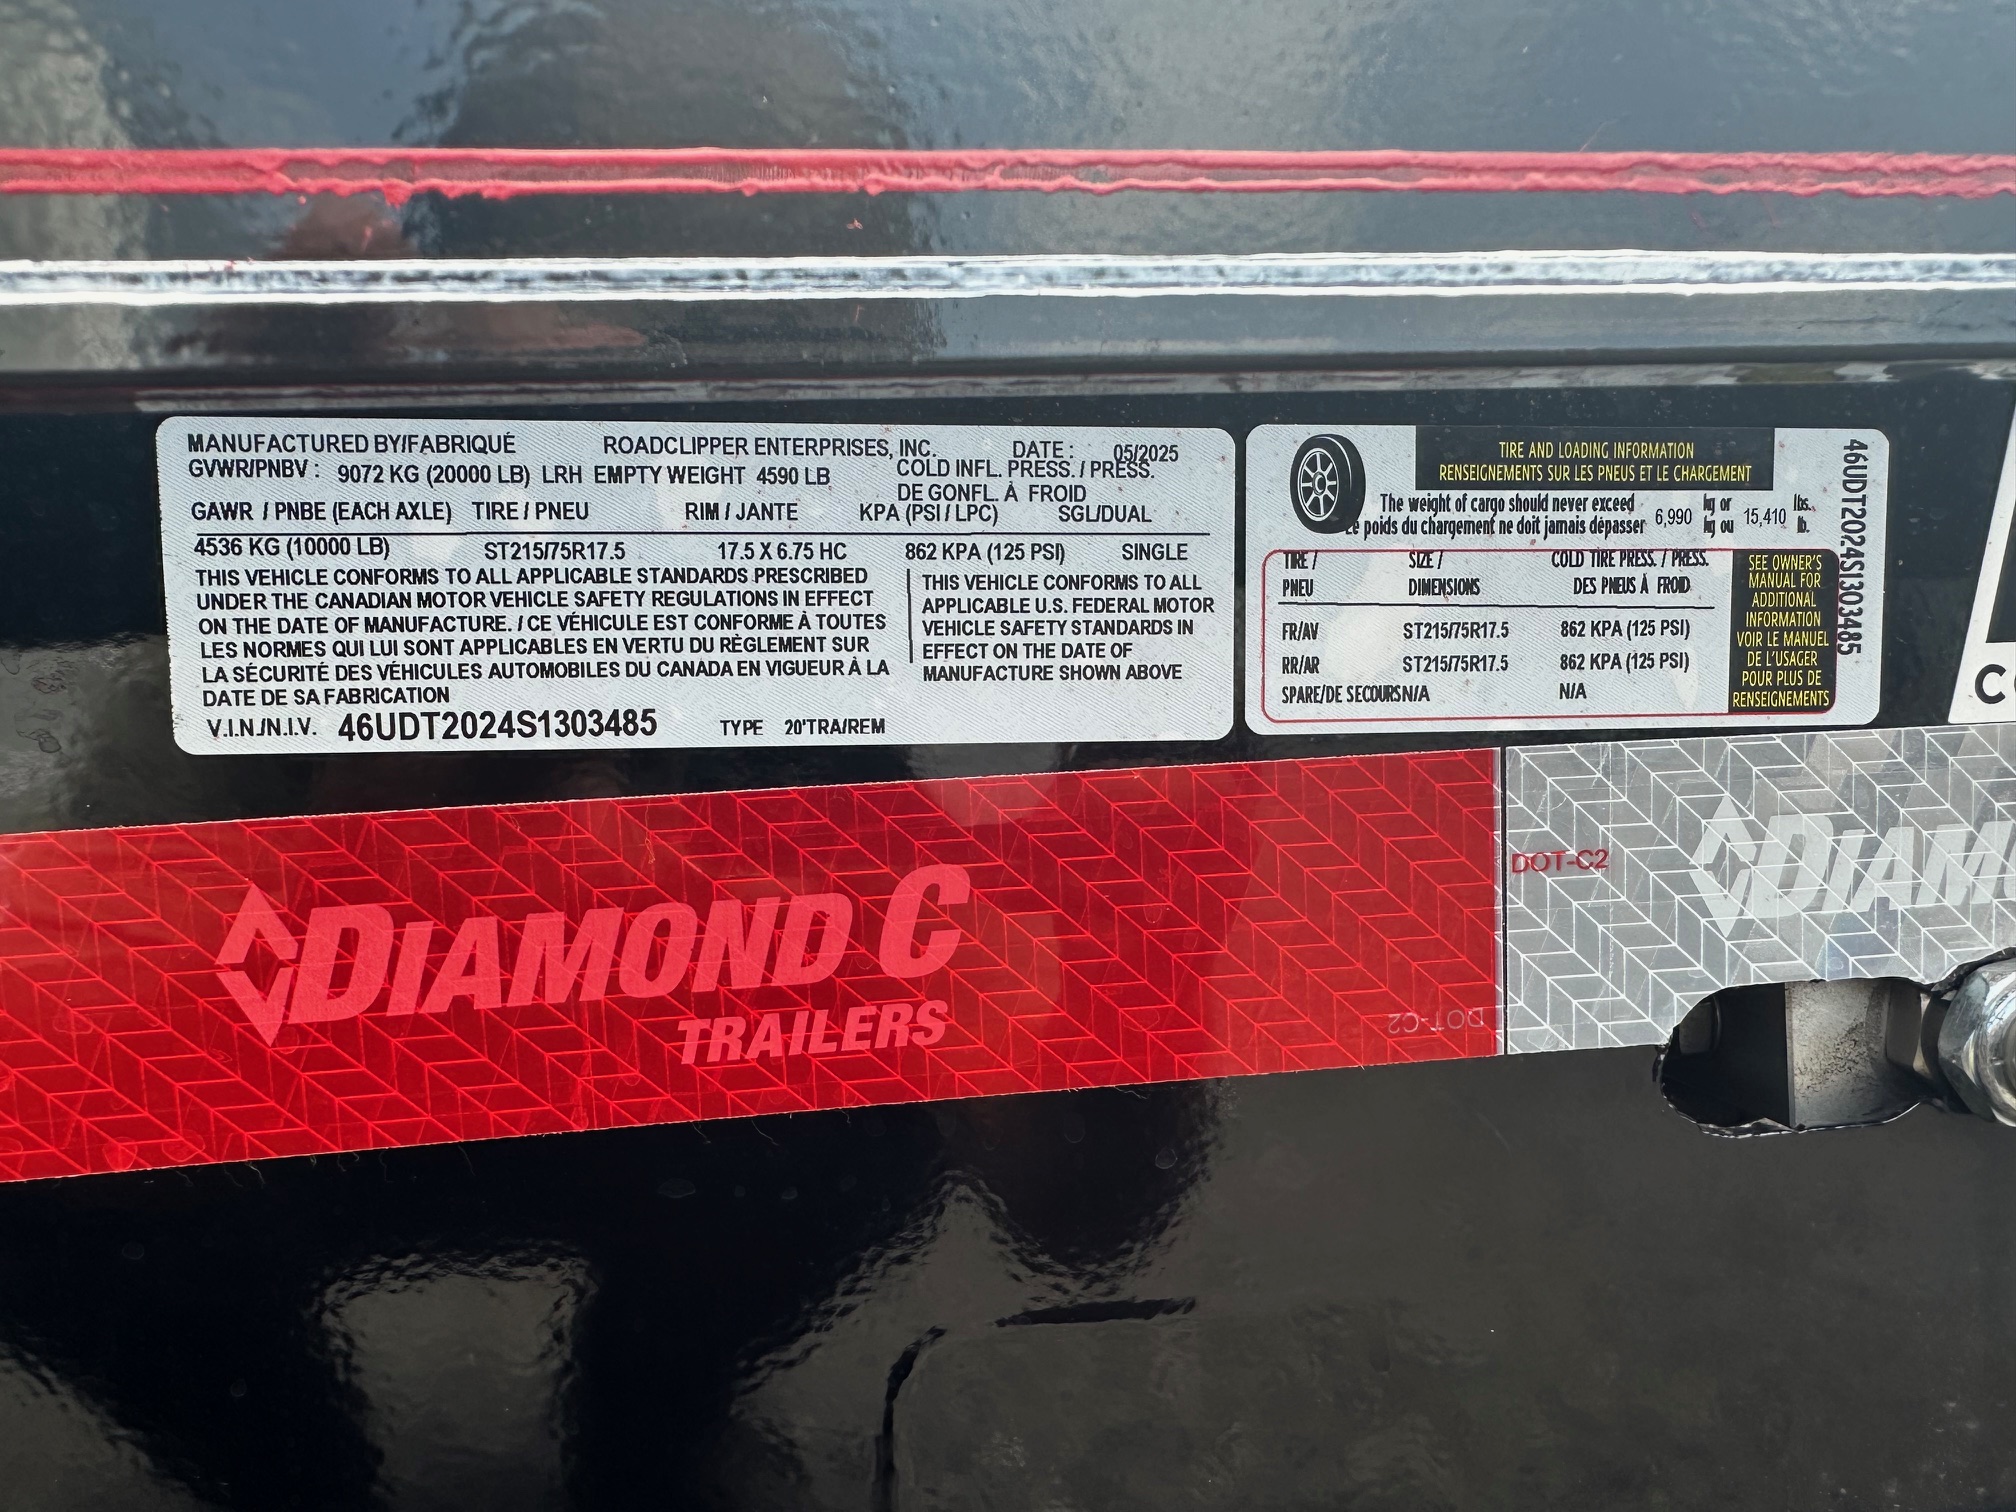 MANUFACTURED BY/FABRIQUÉ ROADCLIPPER ENTERPRISES, INC. DATE : 05/2025
GVWR/PNBV : 9072 KG (20000 LB) LRH EMPTY WEIGHT 4590 LB COLD INFL. PRESS. / PRESS.
DE GONFL. À FROID
GAWR / PNBE (EACH AXLE) TIRE / PNEU RIM / JANTE KPA (PSI / LPC) SGL/DUAL
4536 KG (10000 LB) ST215/75R17.5 17.5 X 6.75 HC 862 KPA (125 PSI) SINGLE
THIS VEHICLE CONFORMS TO ALL APPLICABLE STANDARDS PRESCRIBED
UNDER THE CANADIAN MOTOR VEHICLE SAFETY REGULATIONS IN EFFECT
ON THE DATE OF MANUFACTURE. / CE VÉHICULE EST CONFORME À TOUTES
LES NORMES QUI LUI SONT APPLICABLES EN VERTU DU RÈGLEMENT SUR
LA SÉCURITÉ DES VÉHICULES AUTOMOBILES DU CANADA EN VIGUEUR À LA
DATE DE SA FABRICATION
THIS VEHICLE CONFORMS TO ALL
APPLICABLE U.S. FEDERAL MOTOR
VEHICLE SAFETY STANDARDS IN
EFFECT ON THE DATE OF
MANUFACTURE SHOWN ABOVE
V.I.N./N.I.V. 46UDT2024S1303485 TYPE 20'TRA/REM
TIRE AND LOADING INFORMATION
RENSEIGNEMENTS SUR LES PNEUS ET LE CHARGEMENT
The weight of cargo should never exceed 6,990 kg or 15,410 lbs.
Le poids du chargement ne doit jamais dépasser kg ou lb.
TIRE / SIZE / COLD TIRE PRESS. / PRESS.
PNEU DIMENSIONS DES PNEUS À FROID
FR/AV ST215/75R17.5 862 KPA (125 PSI)
RR/AR ST215/75R17.5 862 KPA (125 PSI)
SPARE/DE SECOURS N/A N/A
SEE OWNER'S
MANUAL FOR
ADDITIONAL
INFORMATION
VOIR LE MANUEL
DE L'USAGER
POUR PLUS DE
RENSEIGNEMENTS
46UDT2024S1303485
DIAMOND C
TRAILERS
DOT-C2
DOT-C2
DIAM